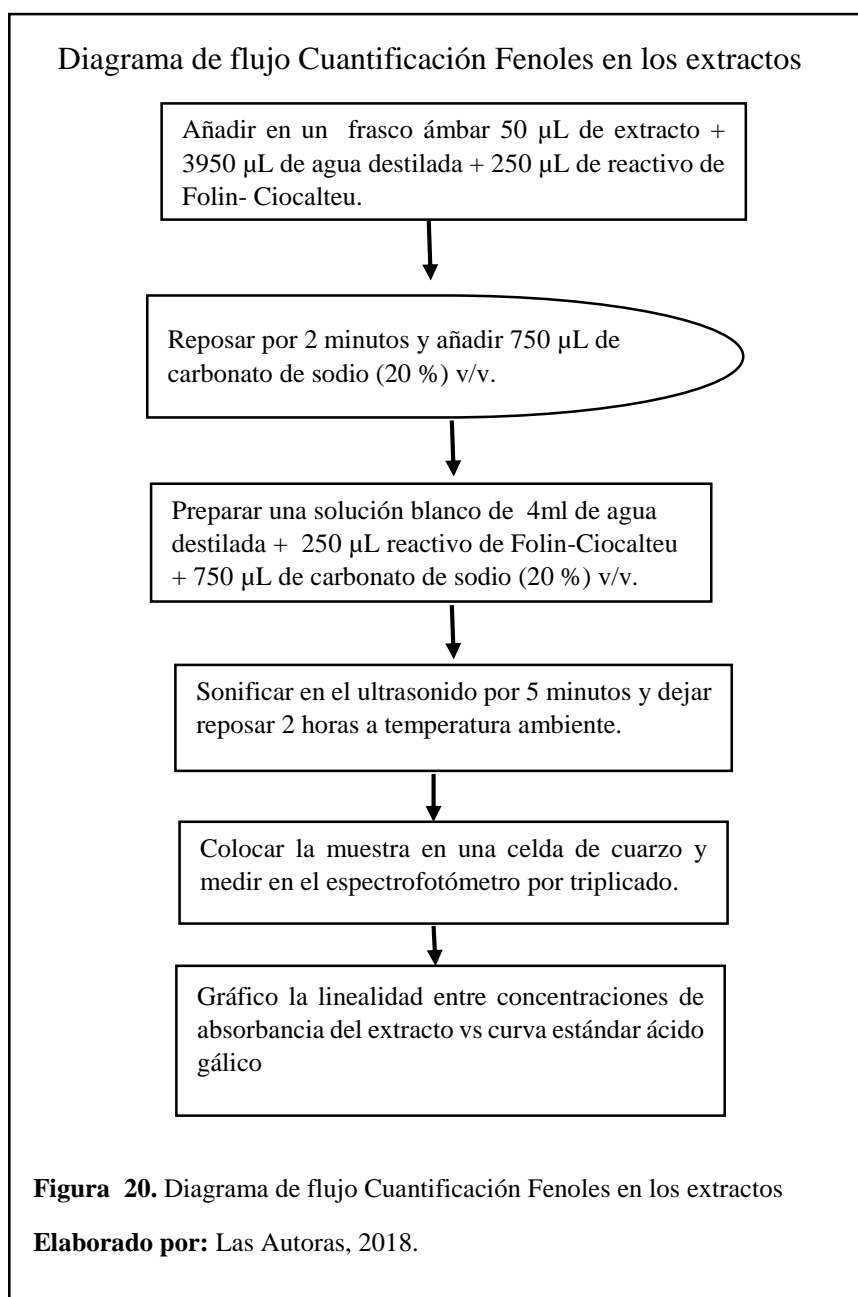 Diagrama de flujo Cuantificación Fenoles en los extractos
Añadir en un frasco ámbar 50 µL de extracto +
3950 µL de agua destilada + 250 µL de reactivo de
Folin- Ciocalteu.
Reposar por 2 minutos y añadir 750 µL de
carbonato de sodio (20 %) v/v.
Preparar una solución blanco de 4ml de agua
destilada + 250 µL reactivo de Folin-Ciocalteu
+ 750 µL de carbonato de sodio (20 %) v/v.
Sonificar en el ultrasonido por 5 minutos y dejar
reposar 2 horas a temperatura ambiente.
Colocar la muestra en una celda de cuarzo y
medir en el espectrofotómetro por triplicado.
Gráfico la linealidad entre concentraciones de
absorbancia del extracto vs curva estándar ácido
gálico
Figura 20. Diagrama de flujo Cuantificación Fenoles en los extractos
Elaborado por: Las Autoras, 2018.